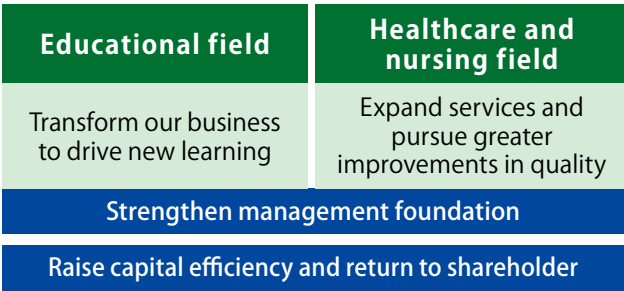 Educational field
Healthcare and
nursing field
Transform our business
to drive new learning
Expand services and
pursue greater
improvements in quality
Strengthen management foundation
Raise capital efficiency and return to shareholder